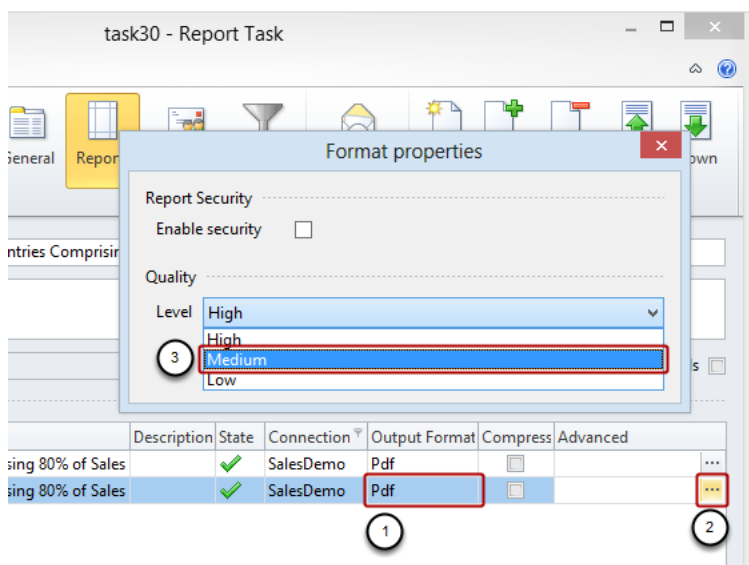 task30 - Report Task
General
Repor
own
Format properties
Report Security
Enable security
ntries Comprisin
Quality
Level High
High
3
Medium
Low
s
Description State Connection Output Format Compress Advanced
sing 80% of Sales SalesDemo Pdf ...
sing 80% of Sales SalesDemo Pdf ...
1
2